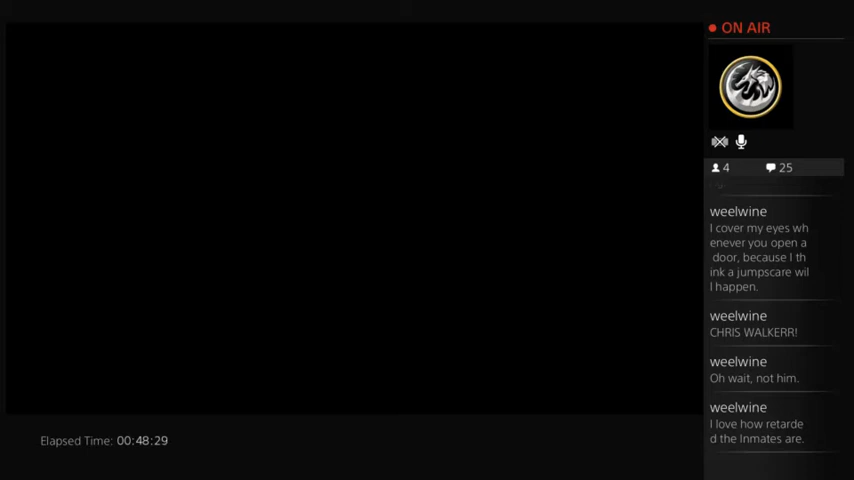 ON AIR
4 25
weelwine
I cover my eyes wh
enever you open a
door, because I th
ink a jumpscare wil
l happen.
weelwine
CHRIS WALKERR!
weelwine
Oh wait, not him.
weelwine
I love how retarde
d the Inmates are.
Elapsed Time: 00:48:29